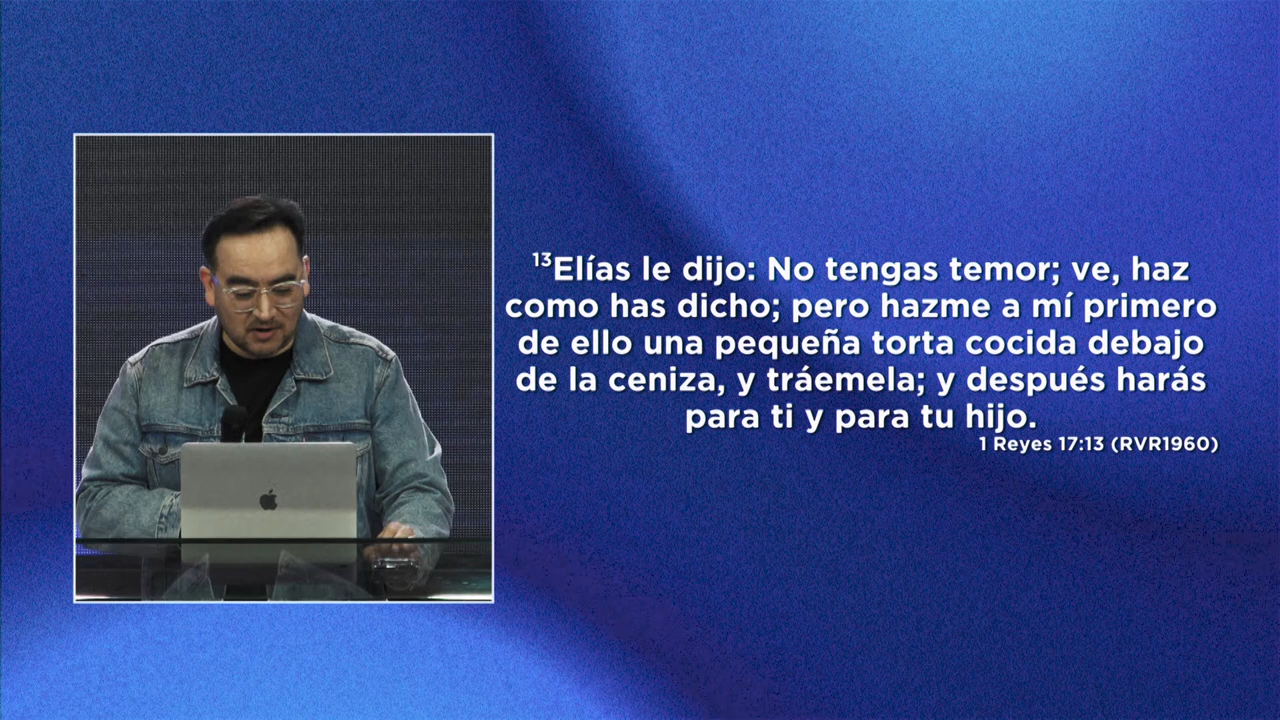 ¹³Elías le dijo: No tengas temor; ve, haz
como has dicho; pero hazme a mí primero
de ello una pequeña torta cocida debajo
de la ceniza, y tráemela; y después harás
para ti y para tu hijo.
1 Reyes 17:13 (RVR1960)